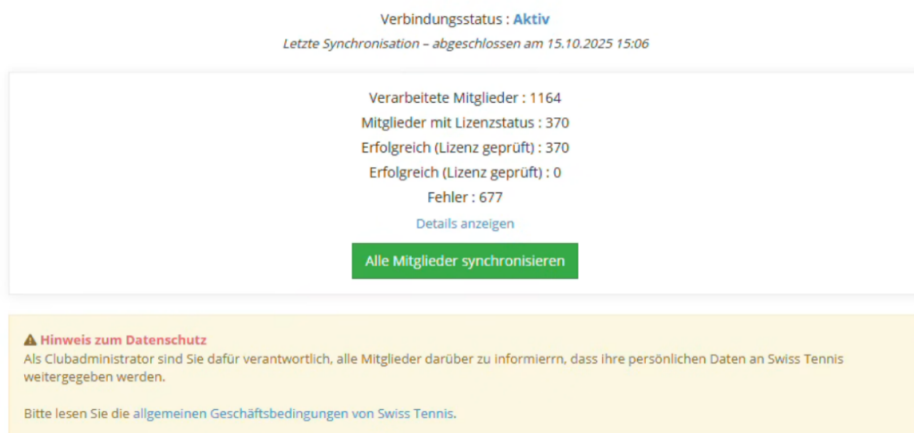 Verbindungsstatus : Aktiv
Letzte Synchronisation – abgeschlossen am 15.10.2025 15:06
Verarbeitete Mitglieder : 1164
Mitglieder mit Lizenzstatus : 370
Erfolgreich (Lizenz geprüft) : 370
Erfolgreich (Lizenz geprüft) : 0
Fehler : 677
Details anzeigen
Alle Mitglieder synchronisieren
Hinweis zum Datenschutz
Als Clubadministrator sind Sie dafür verantwortlich, alle Mitglieder darüber zu informierrn, dass ihre persönlichen Daten an Swiss Tennis
weitergegeben werden.
Bitte lesen Sie die allgemeinen Geschäftsbedingungen von Swiss Tennis.